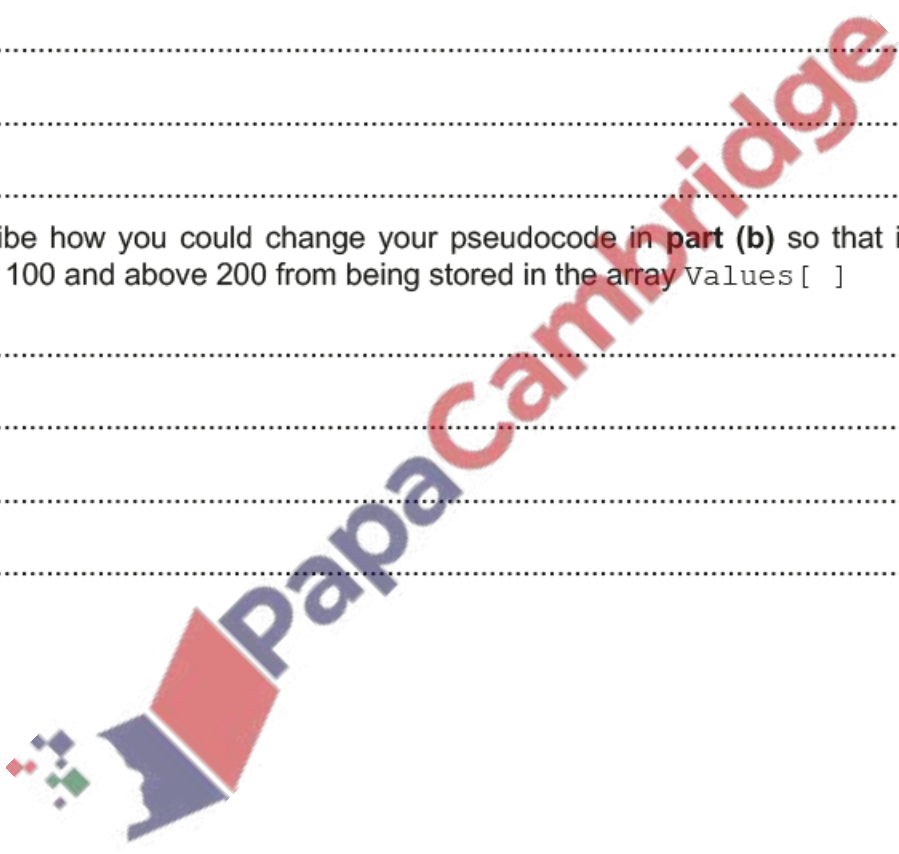 ibe how you could change your pseudocode in part (b) so that i
100 and above 200 from being stored in the array Values[ ]
PapaCambridge